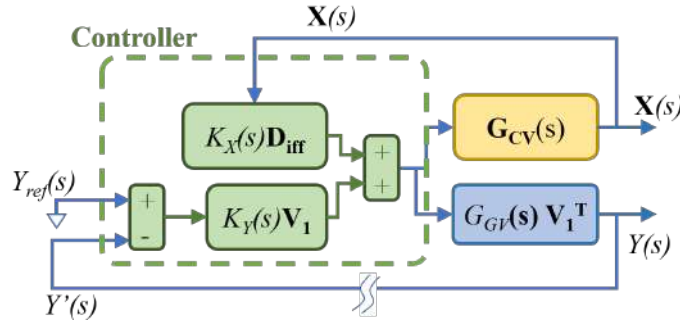 X(s)
Controller
X(s)
K_X(s)D_iff
+
+
G_CV(s)
Y_ref(s)
+
-
K_Y(s)V_1
G_GV(s) V_1^T
Y(s)
Y'(s)